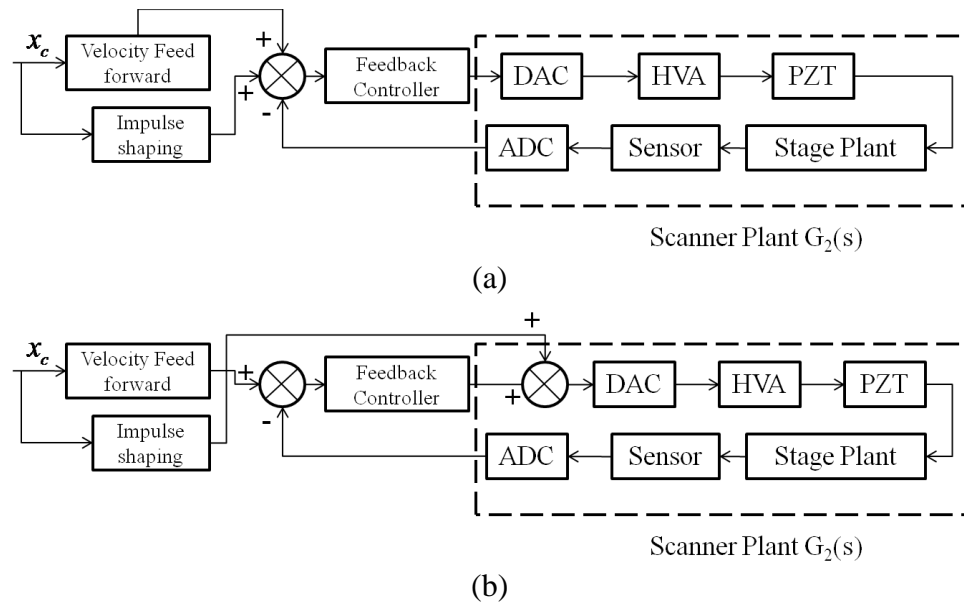 x_c
Velocity Feed
forward
Impulse
shaping
+
+
-
Feedback
Controller
DAC
HVA
PZT
ADC
Sensor
Stage Plant
Scanner Plant G₂(s)
(a)
x_c
Velocity Feed
forward
Impulse
shaping
+
-
Feedback
Controller
+
+
DAC
HVA
PZT
ADC
Sensor
Stage Plant
Scanner Plant G₂(s)
(b)